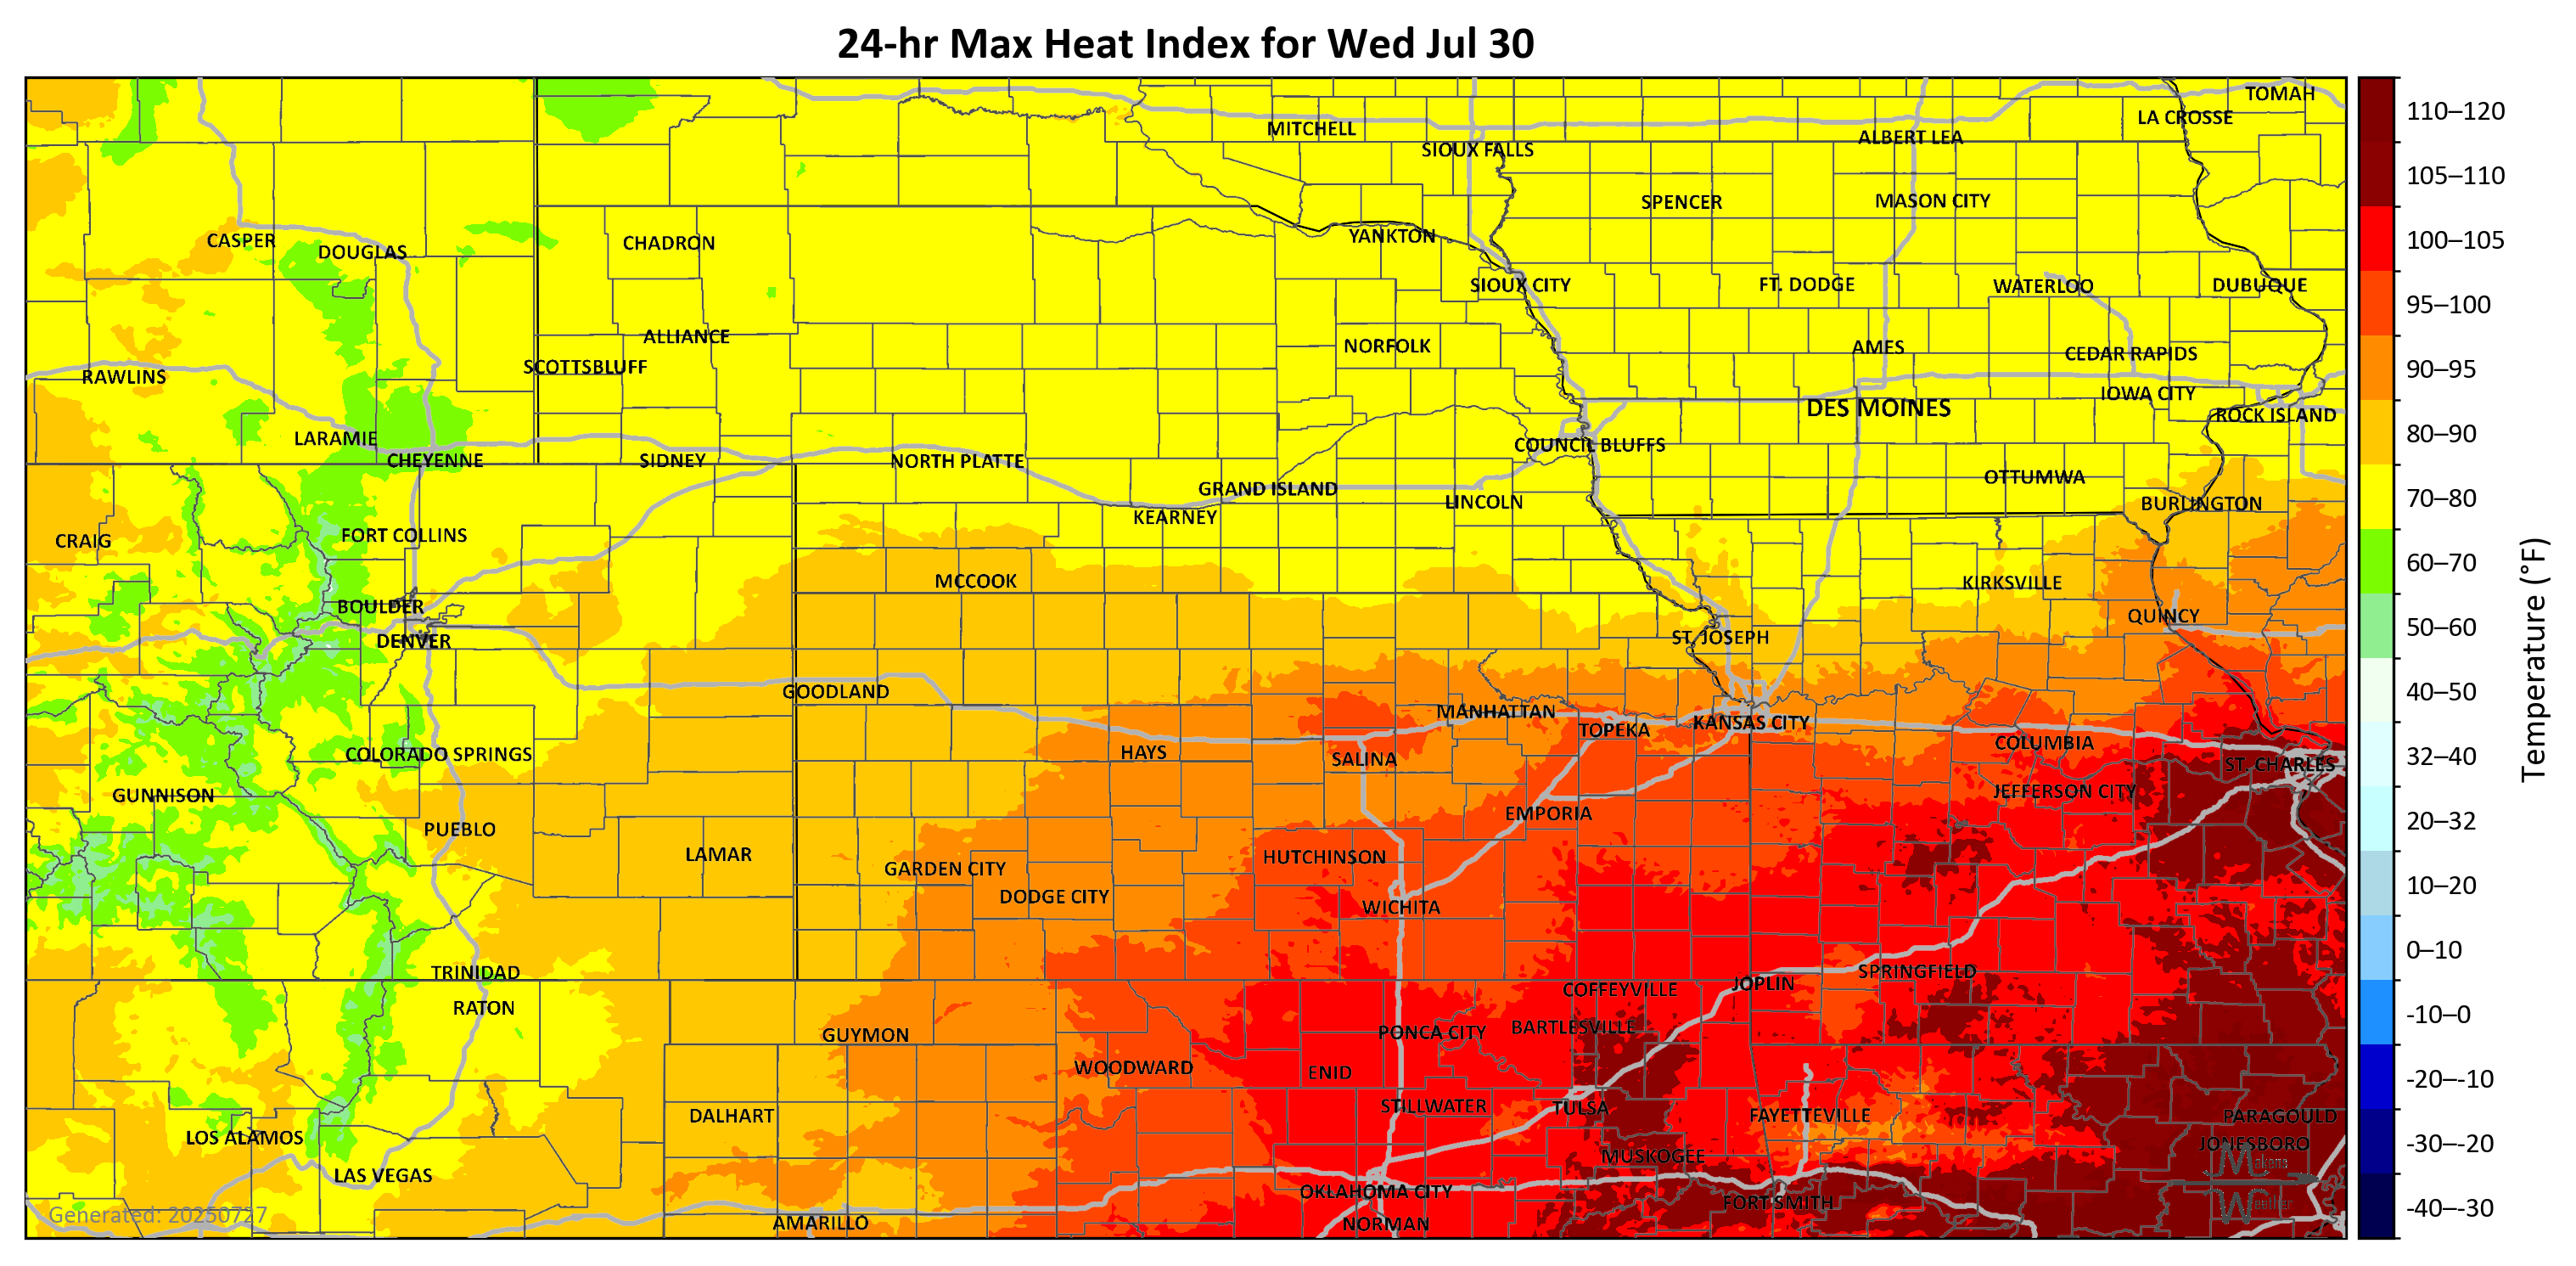 24-hr Max Heat Index for Wed Jul 30
TOMAH
LA CROSSE
MITCHELL
ALBERT LEA
SIOUX FALLS
SPENCER
MASON CITY
CASPER
DOUGLAS
CHADRON
YANKTON
SIOUX CITY
FT. DODGE
WATERLOO
DUBUQUE
ALLIANCE
NORFOLK
AMES
CEDAR RAPIDS
SCOTTSBLUFF
RAWLINS
IOWA CITY
DES MOINES
ROCK ISLAND
LARAMIE
COUNCIL BLUFFS
CHEYENNE
SIDNEY
NORTH PLATTE
OTTUMWA
GRAND ISLAND
LINCOLN
BURLINGTON
KEARNEY
FORT COLLINS
CRAIG
MCCOOK
KIRKSVILLE
BOULDER
QUINCY
DENVER
ST. JOSEPH
GOODLAND
MANHATTAN
KANSAS CITY
TOPEKA
COLUMBIA
COLORADO SPRINGS
HAYS
SALINA
ST. CHARLES
GUNNISON
JEFFERSON CITY
EMPORIA
PUEBLO
LAMAR
HUTCHINSON
GARDEN CITY
DODGE CITY
WICHITA
TRINIDAD
SPRINGFIELD
JOPLIN
COFFEYVILLE
RATON
GUYMON
PONCA CITY
BARTLESVILLE
WOODWARD
ENID
STILLWATER
TULSA
DALHART
FAYETTEVILLE
PARAGOULD
LOS ALAMOS
JONESBORO
MUSKOGEE
LAS VEGAS
OKLAHOMA CITY
FORT SMITH
AMARILLO
NORMAN
Makens
Weather
Generated: 20250727
110–120
105–110
100–105
95–100
90–95
80–90
70–80
60–70
50–60
40–50
32–40
20–32
10–20
0–10
-10–0
-20–-10
-30–-20
-40–-30
Temperature (°F)